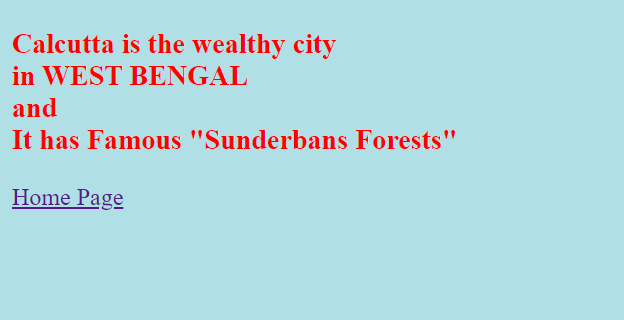 Calcutta is the wealthy city
in WEST BENGAL
and
It has Famous "Sunderbans Forests"
Home Page